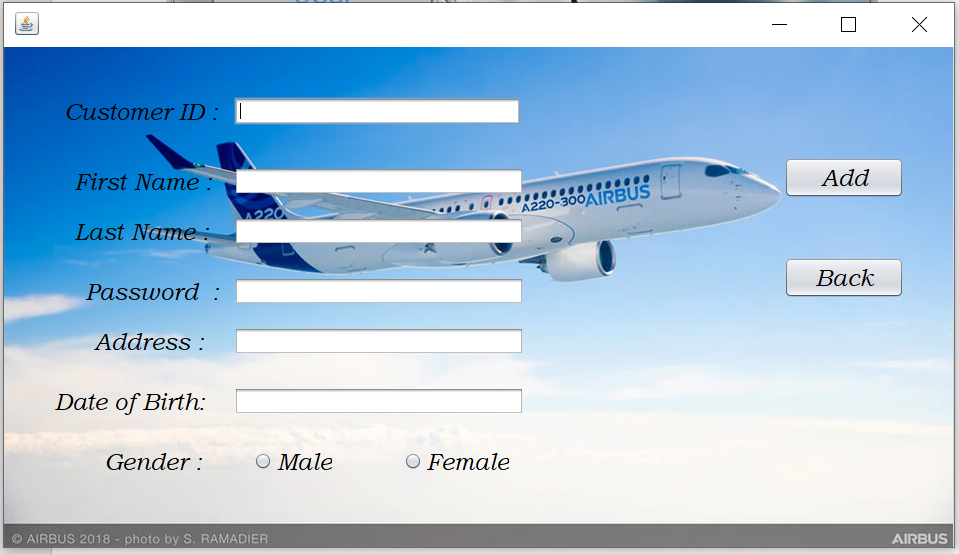 Customer ID :
First Name :
A220-300 AIRBUS
Add
A220
Last Name :
Back
Password :
Address :
Date of Birth:
Gender :
Male
Female
© AIRBUS 2018 - photo by S. RAMADIER
AIRBUS